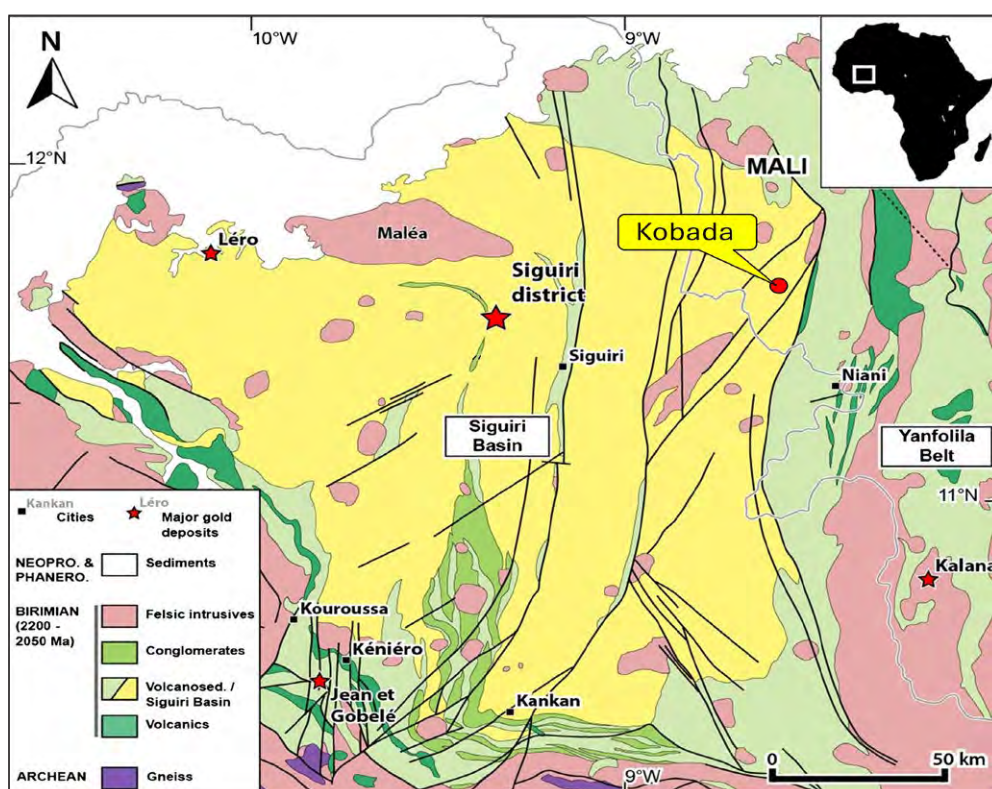 N
10°W
9°W
12°N
MALI
Kobada
Léro
Maléa
Siguiri
district
Siguiri
Niani
Siguiri
Basin
Yanfolila
Belt
11°N
Kalana
Kouroussa
Kéniéro
Jean et
Gobelé
Kankan
9°W
0 50 km
Kankan
Cities
Léro
Major gold
deposits
NEOPRO. &
PHANERO.
Sediments
BIRIMIAN
(2200 -
2050 Ma)
Felsic intrusives
Conglomerates
Volcanosed. /
Siguiri Basin
Volcanics
ARCHEAN
Gneiss